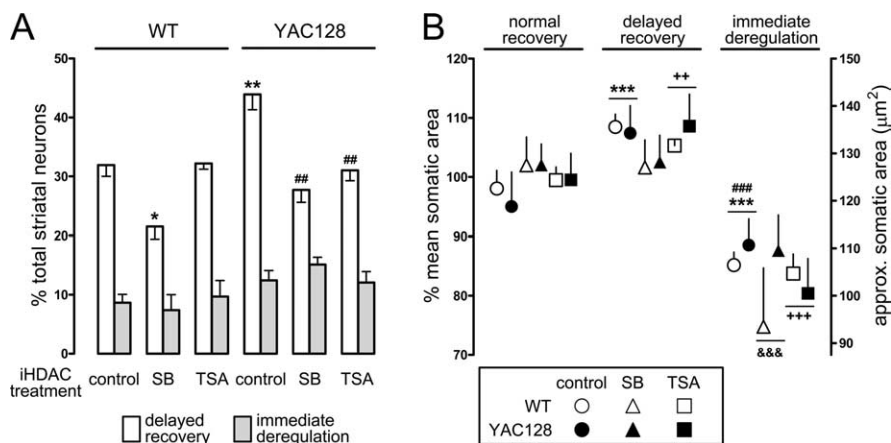 A
WT YAC128
% total striatal neurons
50
40
30
20
10
0
**
*
##
##
iHDAC treatment
control SB TSA control SB TSA
delayed recovery
immediate deregulation
B
normal recovery
delayed recovery
immediate deregulation
% mean somatic area
120
110
100
90
80
70
approx. somatic area (μm²)
150
140
130
120
110
100
90
***
++
###
***
&&&
+++
control SB TSA
WT
YAC128